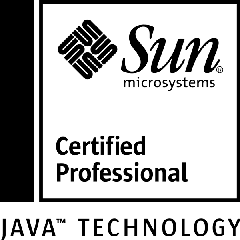 Sun®
microsystems
Certified
Professional
JAVA™ TECHNOLOGY